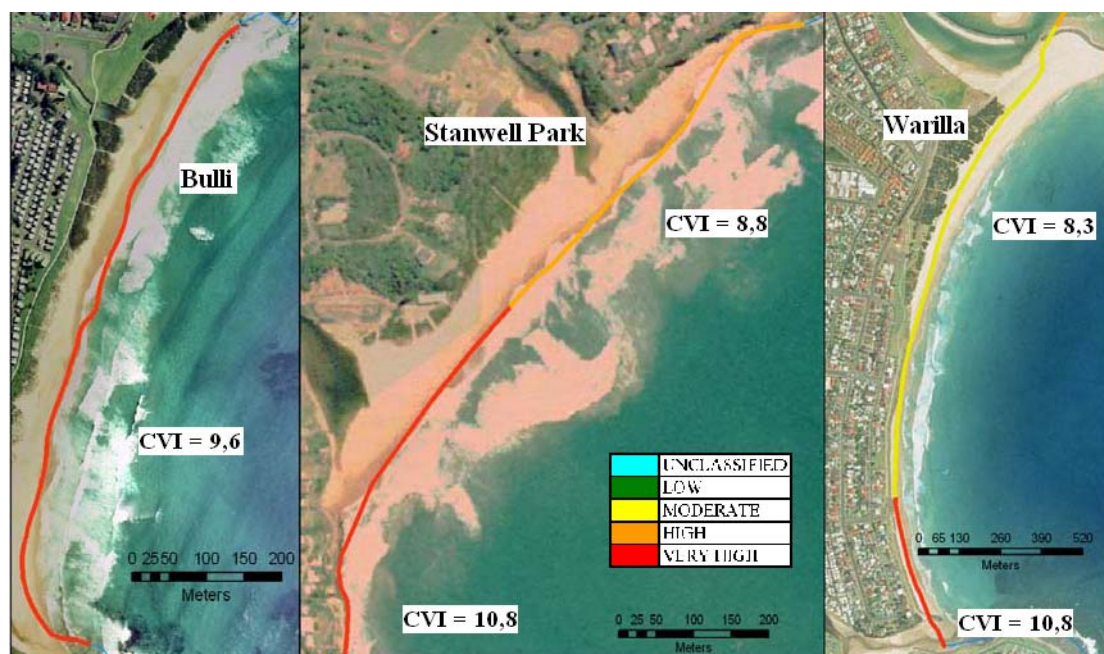 Bulli
CVI = 9,6
0 25 50 100 150 200
Meters
Stanwell Park
CVI = 8,8
CVI = 10,8
UNCLASSIFIED
LOW
MODERATE
HIGH
VERY HIGH
0 25 50 100 150 200
Meters
Warilla
CVI = 8,3
0 65 130 260 390 520
Meters
CVI = 10,8